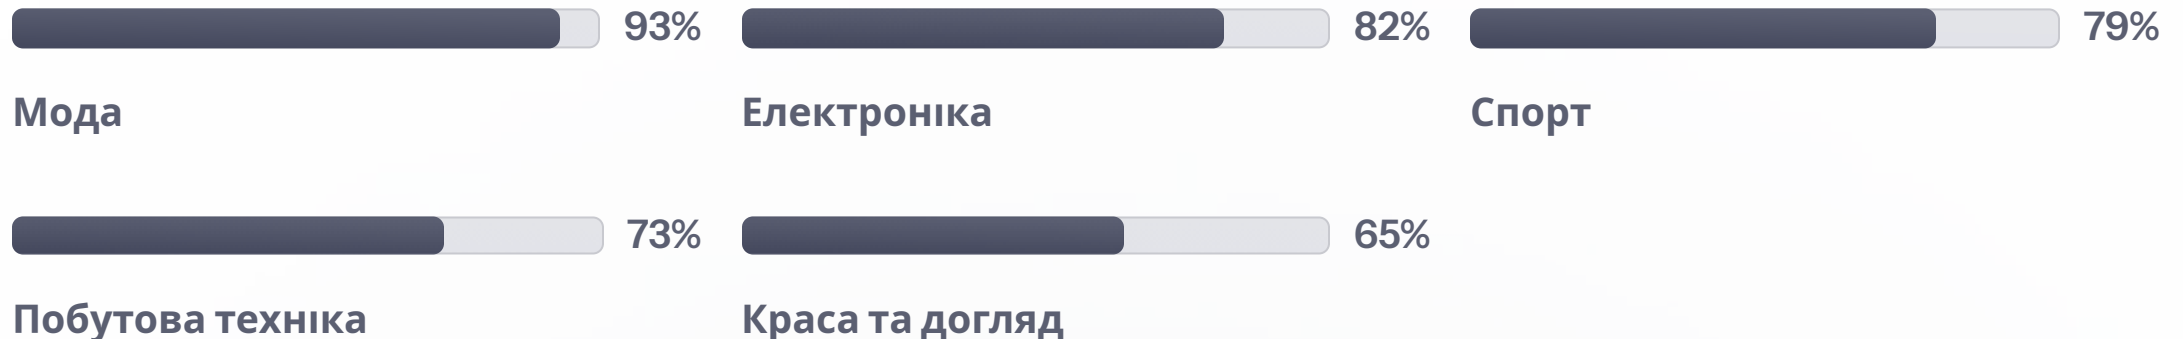 93%
Мода
82%
Електроніка
79%
Спорт
73%
Побутова техніка
65%
Краса та догляд